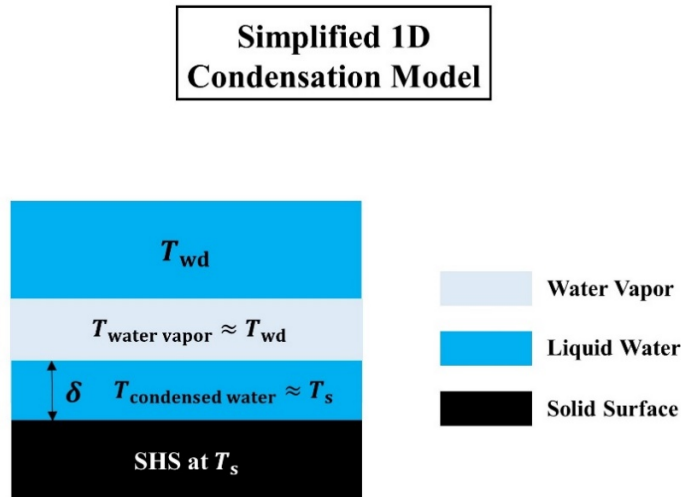 Simplified 1D
Condensation Model
T_wd
T_water vapor ≈ T_wd
δ T_condensed water ≈ T_s
SHS at T_s
Water Vapor
Liquid Water
Solid Surface